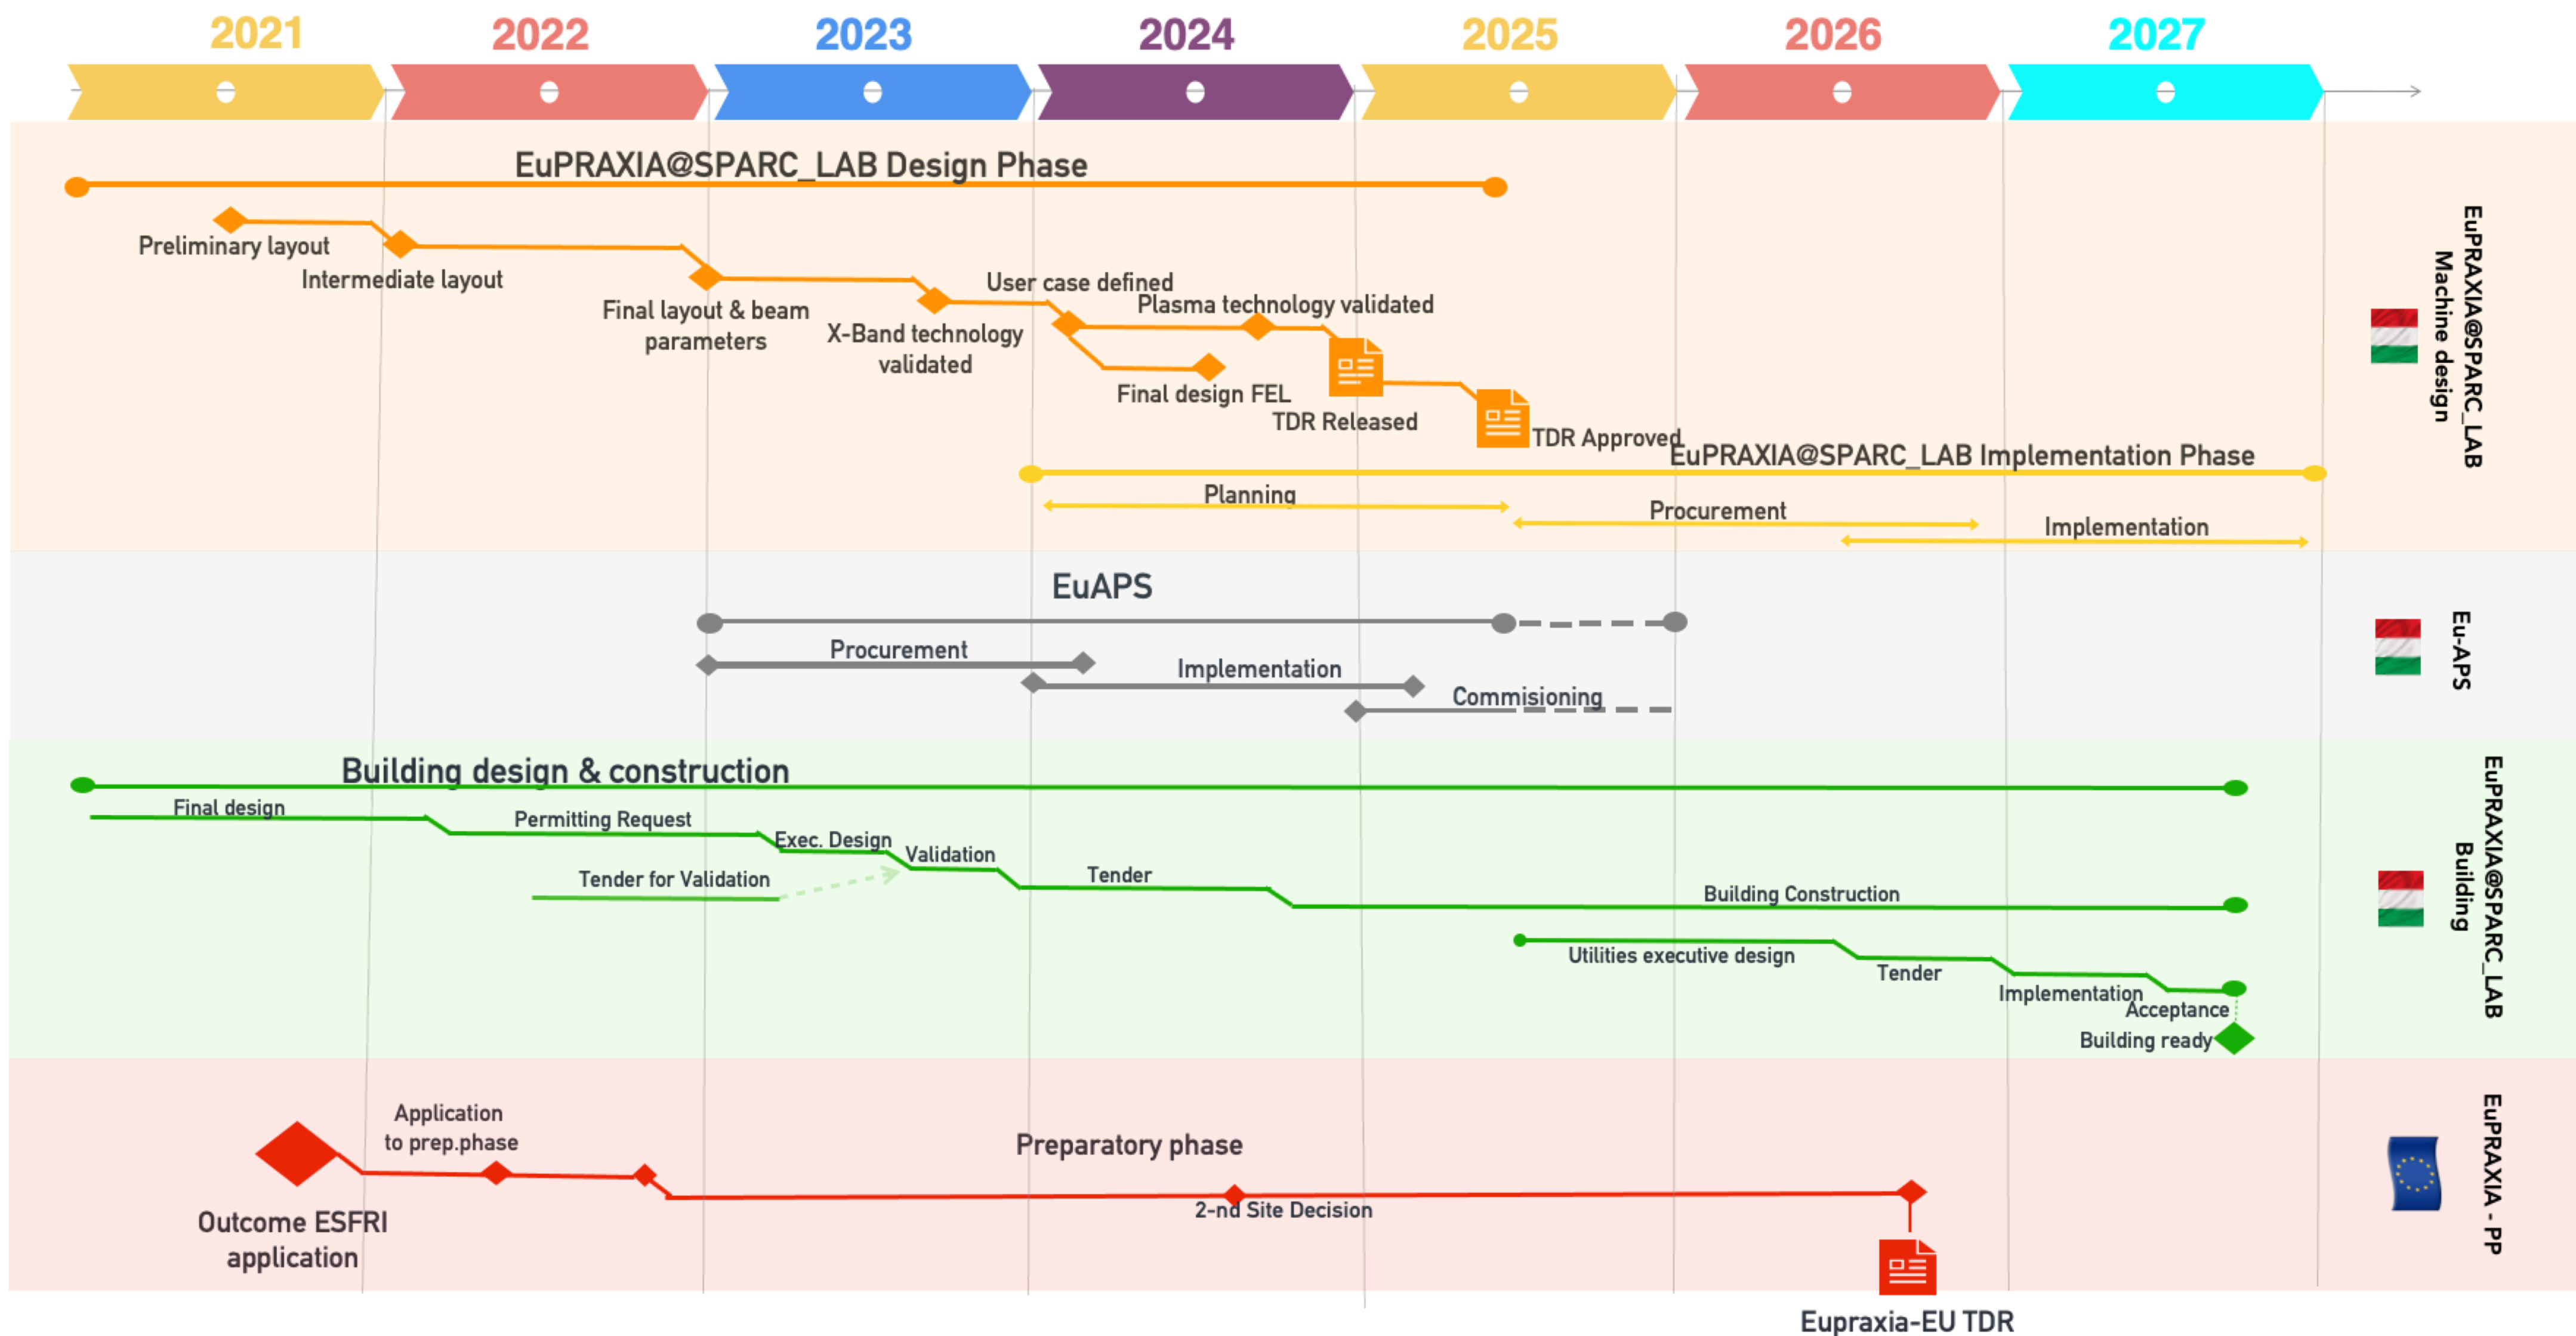 2021
2022
2023
2024
2025
2026
2027
EuPRAXIA@SPARC_LAB Design Phase
Preliminary layout
Intermediate layout
Final layout & beam
parameters
X-Band technology
validated
User case defined
Plasma technology validated
Final design FEL
TDR Released
TDR Approved
EuPRAXIA@SPARC_LAB Implementation Phase
Planning
Procurement
Implementation
EuPRAXIA@SPARC_LAB
Machine design
EuAPS
Procurement
Implementation
Commisioning
Eu-APS
Building design & construction
Final design
Permitting Request
Exec. Design
Validation
Tender for Validation
Tender
Building Construction
Utilities executive design
Tender
Implementation
Acceptance
Building ready
EuPRAXIA@SPARC_LAB
Building
Application
to prep.phase
Preparatory phase
Outcome ESFRI
application
2-nd Site Decision
Eupraxia-EU TDR
EuPRAXIA - PP